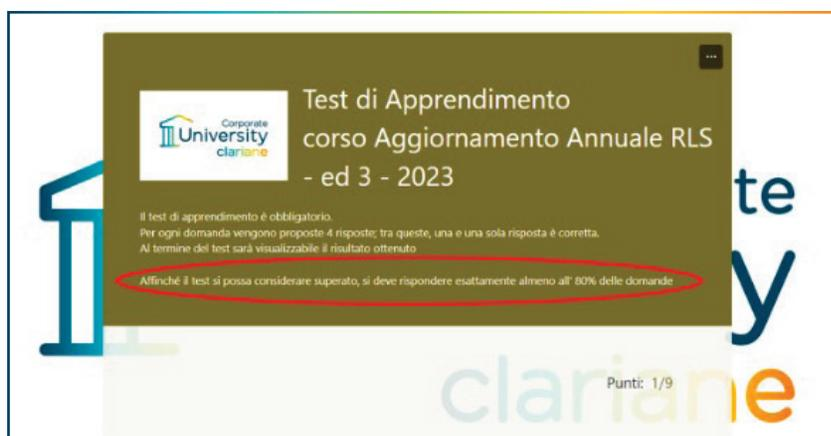 Corporate
University
clariane
Test di Apprendimento
corso Aggiornamento Annuale RLS
- ed 3 - 2023
Il test di apprendimento è obbligatorio.
Per ogni domanda vengono proposte 4 risposte; tra queste, una e una sola risposta è corretta.
Al termine del test sarà visualizzabile il risultato ottenuto
Affinché il test si possa considerare superato, si deve rispondere esattamente almeno all' 80% delle domande
te
y
Punti: 1/9
clariane